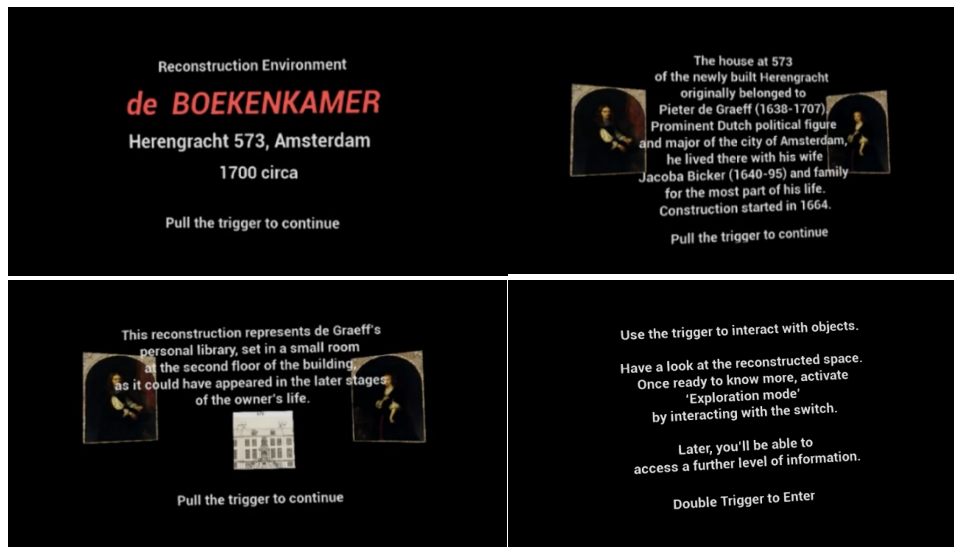 Reconstruction Environment
de BOEKENKAMER
Herengracht 573, Amsterdam
1700 circa
Pull the trigger to continue
The house at 573
of the newly built Herengracht
originally belonged to
Pieter de Graeff (1638-1707)
Prominent Dutch political figure
and major of the city of Amsterdam,
he lived there with his wife
Jacoba Bicker (1640-95) and family
for the most part of his life.
Construction started in 1664.
Pull the trigger to continue
This reconstruction represents de Graeff's
personal library, set in a small room
at the second floor of the building,
as it could have appeared in the later stages
of the owner's life.
Pull the trigger to continue
Use the trigger to interact with objects.
Have a look at the reconstructed space.
Once ready to know more, activate
'Exploration mode'
by interacting with the switch.
Later, you'll be able to
access a further level of information.
Double Trigger to Enter